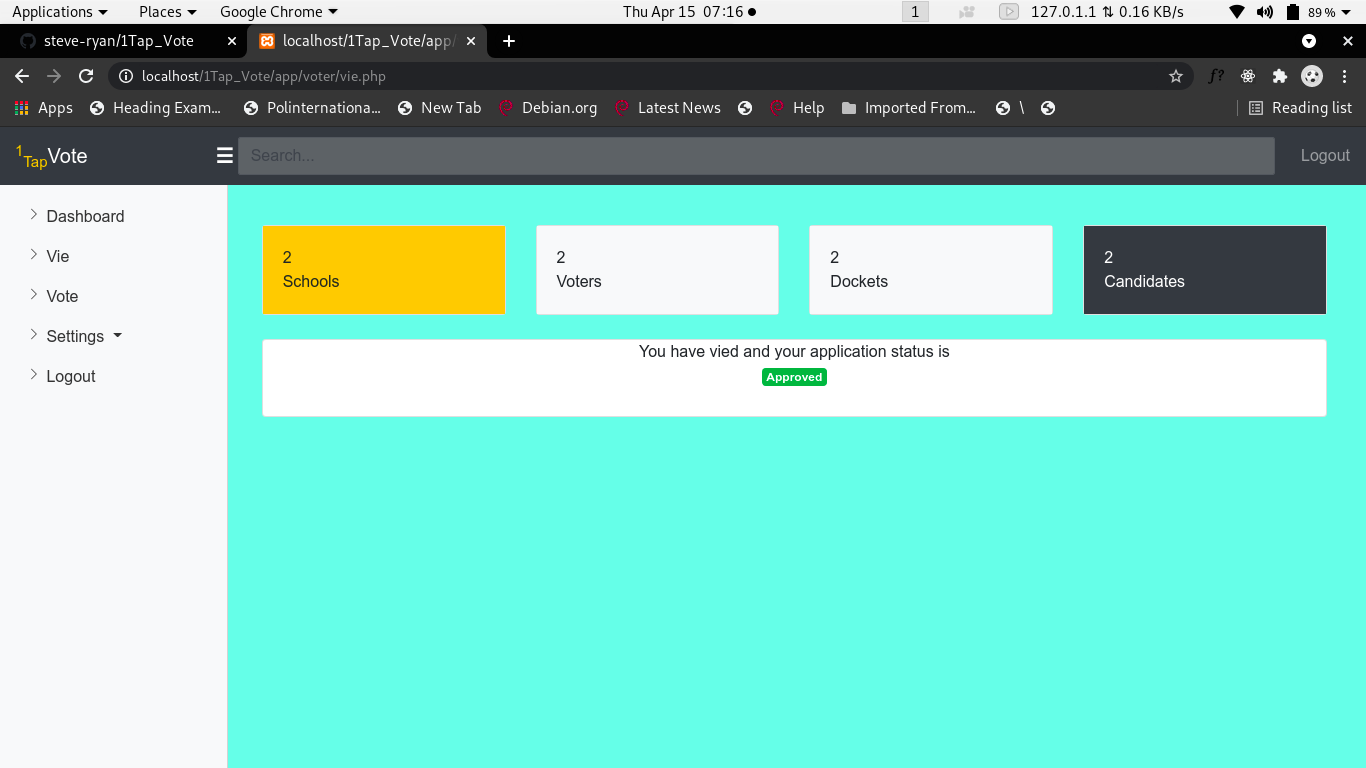 Applications Places Google Chrome Thu Apr 15 07:16 1 127.0.1.1 ⇅ 0.16 KB/s 89 %
steve-ryan/1Tap_Vote localhost/1Tap_Vote/app/
localhost/1Tap_Vote/app/voter/vie.php f?
Apps Heading Exam... Polinternationa... New Tab Debian.org Latest News Help Imported From... \ Reading list
1TapVote Search... Logout
Dashboard
Vie
Vote
Settings
Logout
2
Schools
2
Voters
2
Dockets
2
Candidates
You have vied and your application status is
Approved